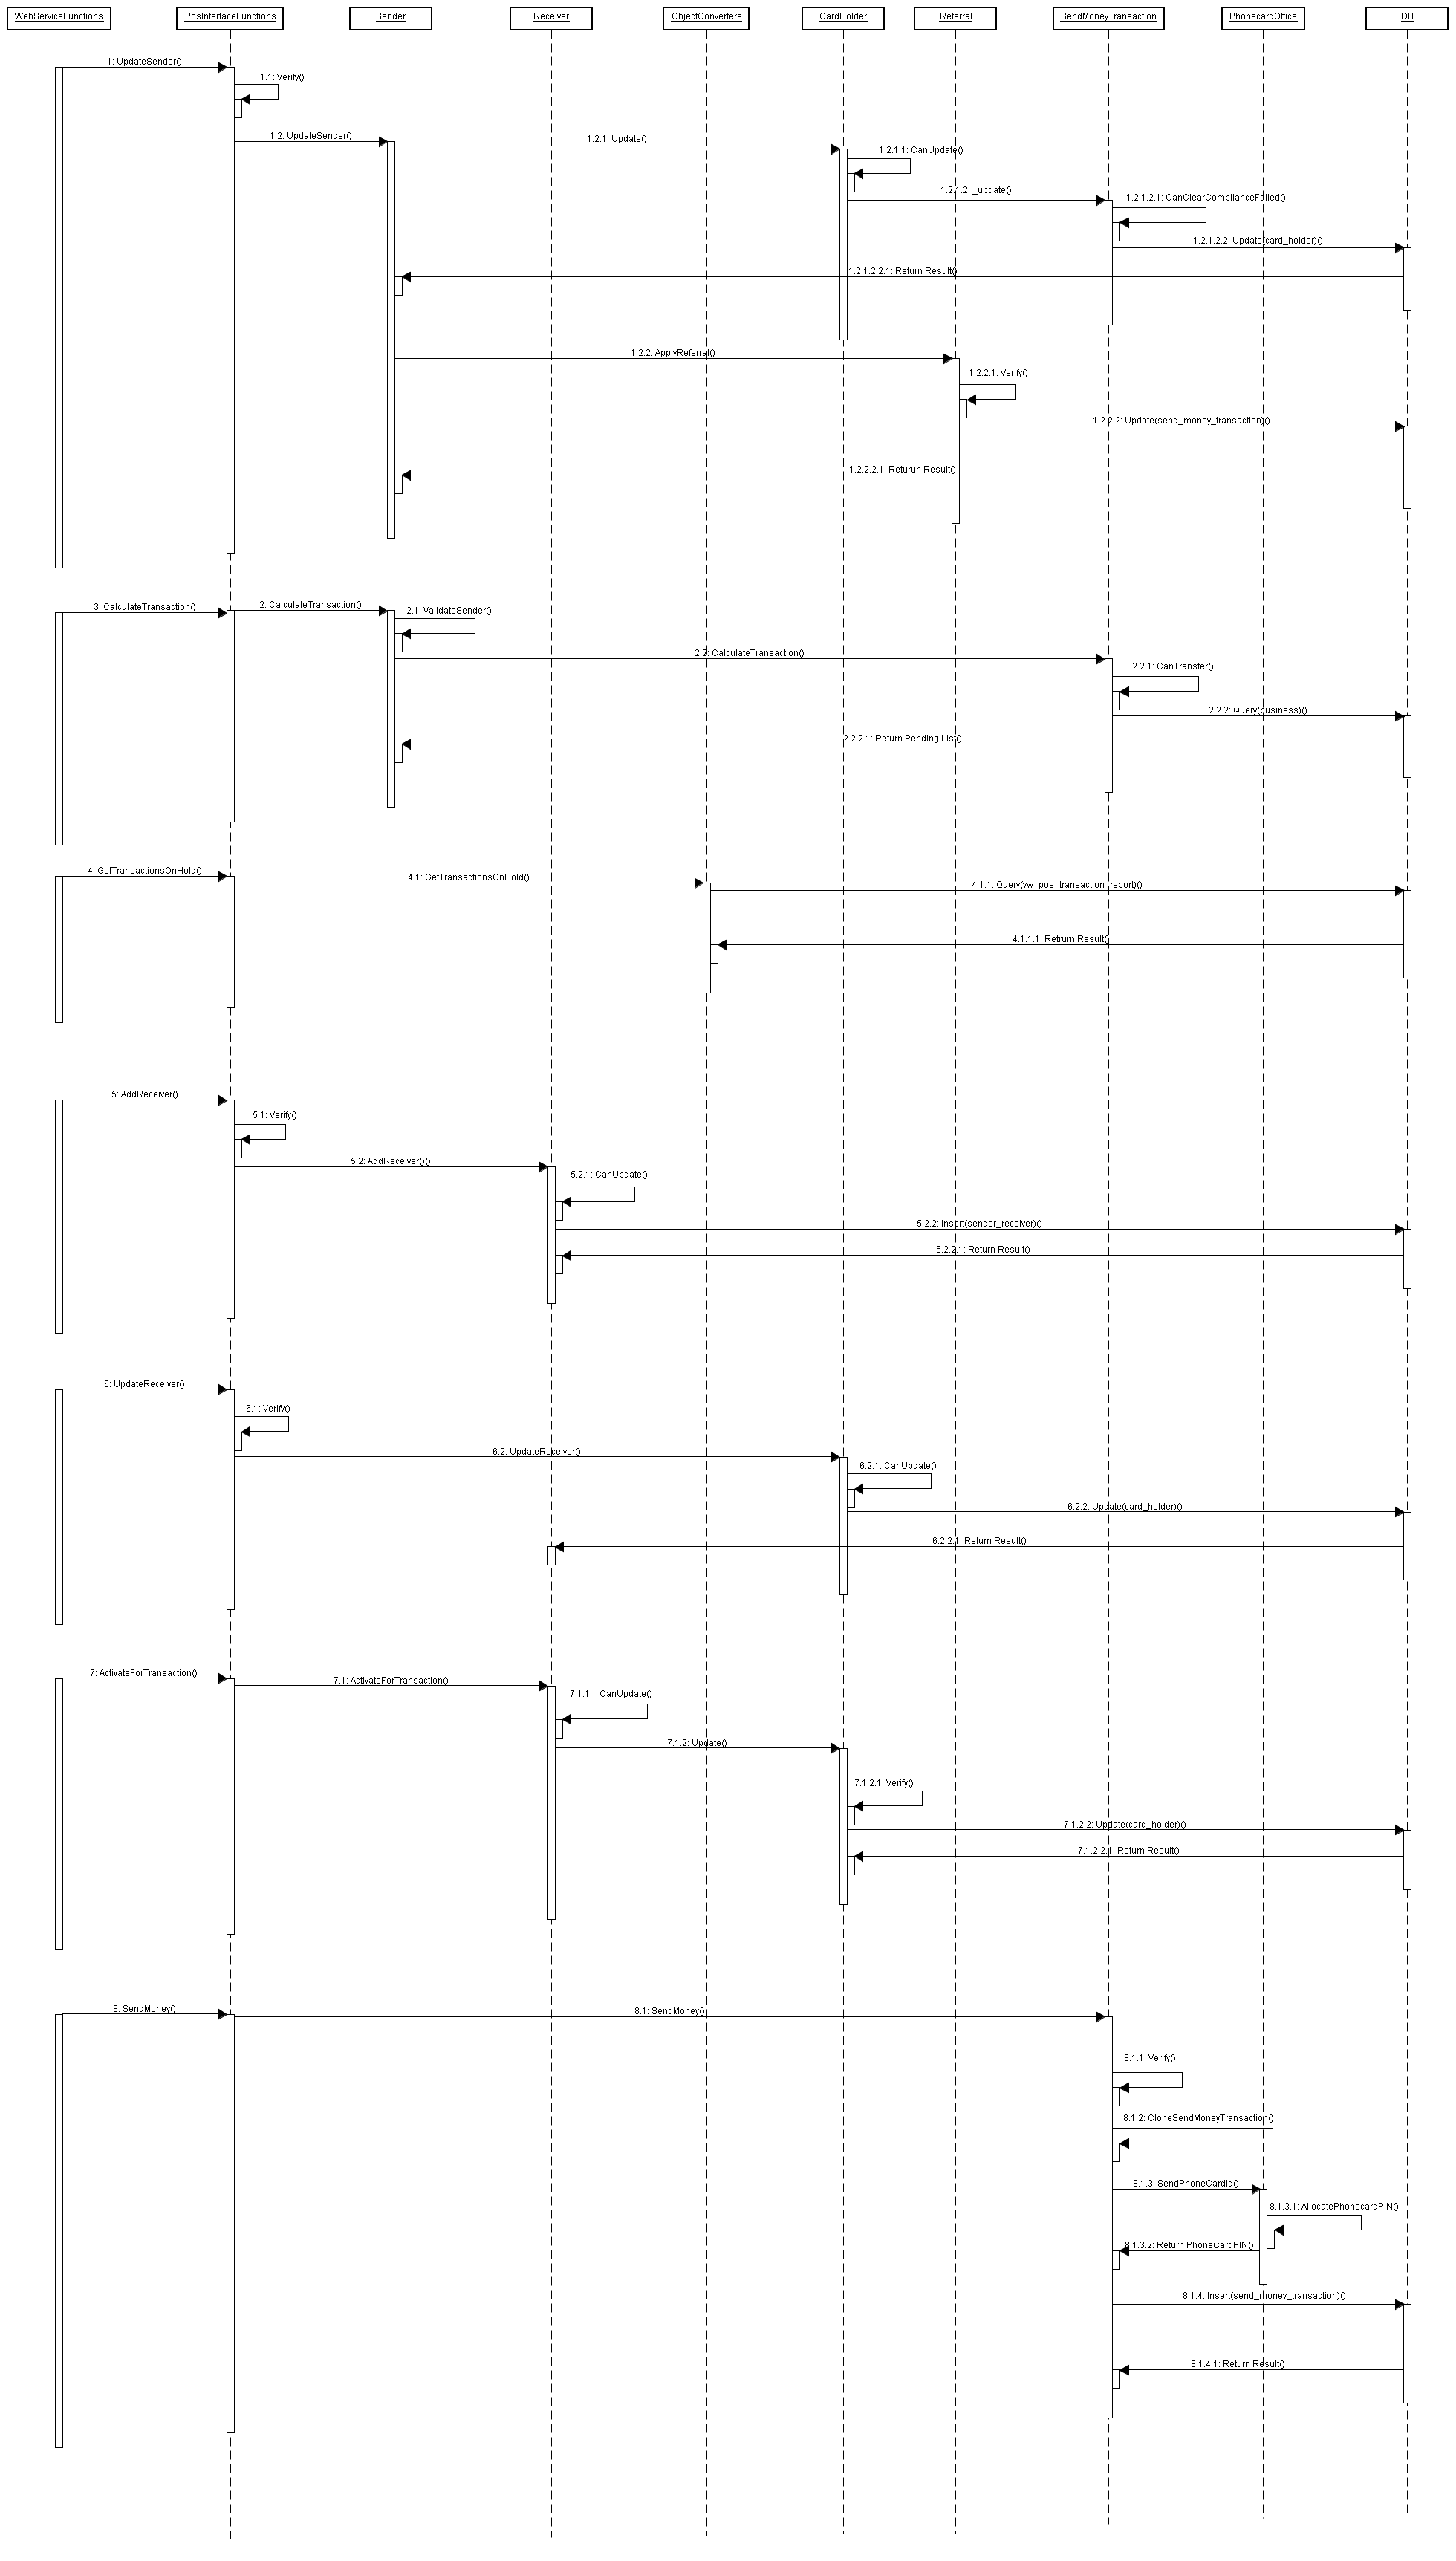 WebServiceFunctions
PosInterfaceFunctions
Sender
Receiver
ObjectConverters
CardHolder
Referral
SendMoneyTransaction
PhonecardOffice
DB
1: UpdateSender()
1.1: Verify()
1.2: UpdateSender()
1.2.1: Update()
1.2.1.1: CanUpdate()
1.2.1.2: _update()
1.2.1.2.1: CanClearComplianceFailed()
1.2.1.2.2: Update(card_holder)()
1.2.1.2.2.1: Return Result()
1.2.2: ApplyReferral()
1.2.2.1: Verify()
1.2.2.2: Update(send_money_transaction)()
1.2.2.2.1: Returun Result()
3: CalculateTransaction()
2: CalculateTransaction()
2.1: ValidateSender()
2.2: CalculateTransaction()
2.2.1: CanTransfer()
2.2.2: Query(business)()
2.2.2.1: Return Pending List()
4: GetTransactionsOnHold()
4.1: GetTransactionsOnHold()
4.1.1: Query(vw_pos_transaction_report)()
4.1.1.1: Retrurn Result()
5: AddReceiver()
5.1: Verify()
5.2: AddReceiver()()
5.2.1: CanUpdate()
5.2.2: Insert(sender_receiver)()
5.2.2.1: Return Result()
6: UpdateReceiver()
6.1: Verify()
6.2: UpdateReceiver()
6.2.1: CanUpdate()
6.2.2: Update(card_holder)()
6.2.2.1: Return Result()
7: ActivateForTransaction()
7.1: ActivateForTransaction()
7.1.1: _CanUpdate()
7.1.2: Update()
7.1.2.1: Verify()
7.1.2.2: Update(card_holder)()
7.1.2.2.1: Return Result()
8: SendMoney()
8.1: SendMoney()
8.1.1: Verify()
8.1.2: CloneSendMoneyTransaction()
8.1.3: SendPhoneCardId()
8.1.3.1: AllocatePhonecardPIN()
8.1.3.2: Return PhoneCardPIN()
8.1.4: Insert(send_money_transaction)()
8.1.4.1: Return Result()